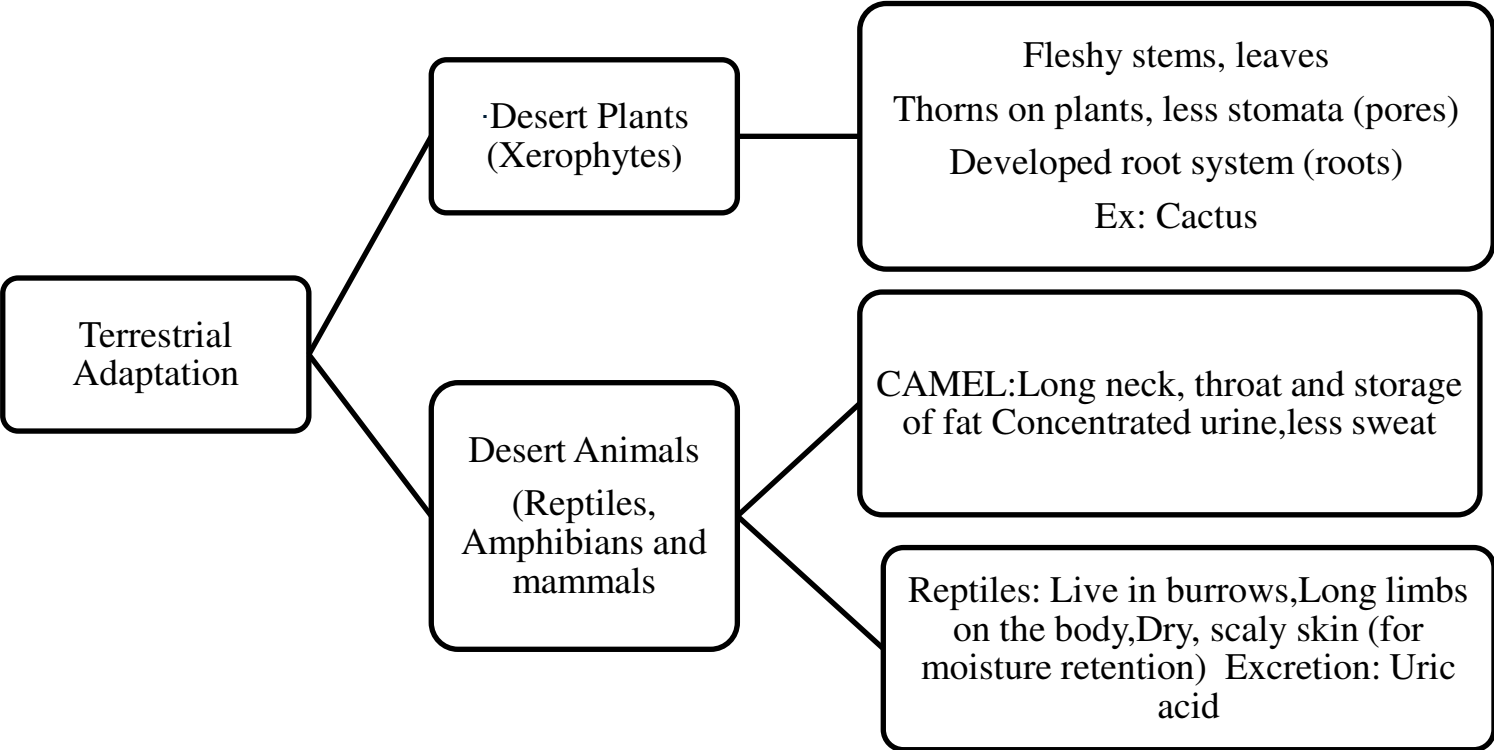 Terrestrial
Adaptation
·Desert Plants
(Xerophytes)
Fleshy stems, leaves
Thorns on plants, less stomata (pores)
Developed root system (roots)
Ex: Cactus
Desert Animals
(Reptiles,
Amphibians and
mammals
CAMEL:Long neck, throat and storage
of fat Concentrated urine,less sweat
Reptiles: Live in burrows,Long limbs
on the body,Dry, scaly skin (for
moisture retention)  Excretion: Uric
acid